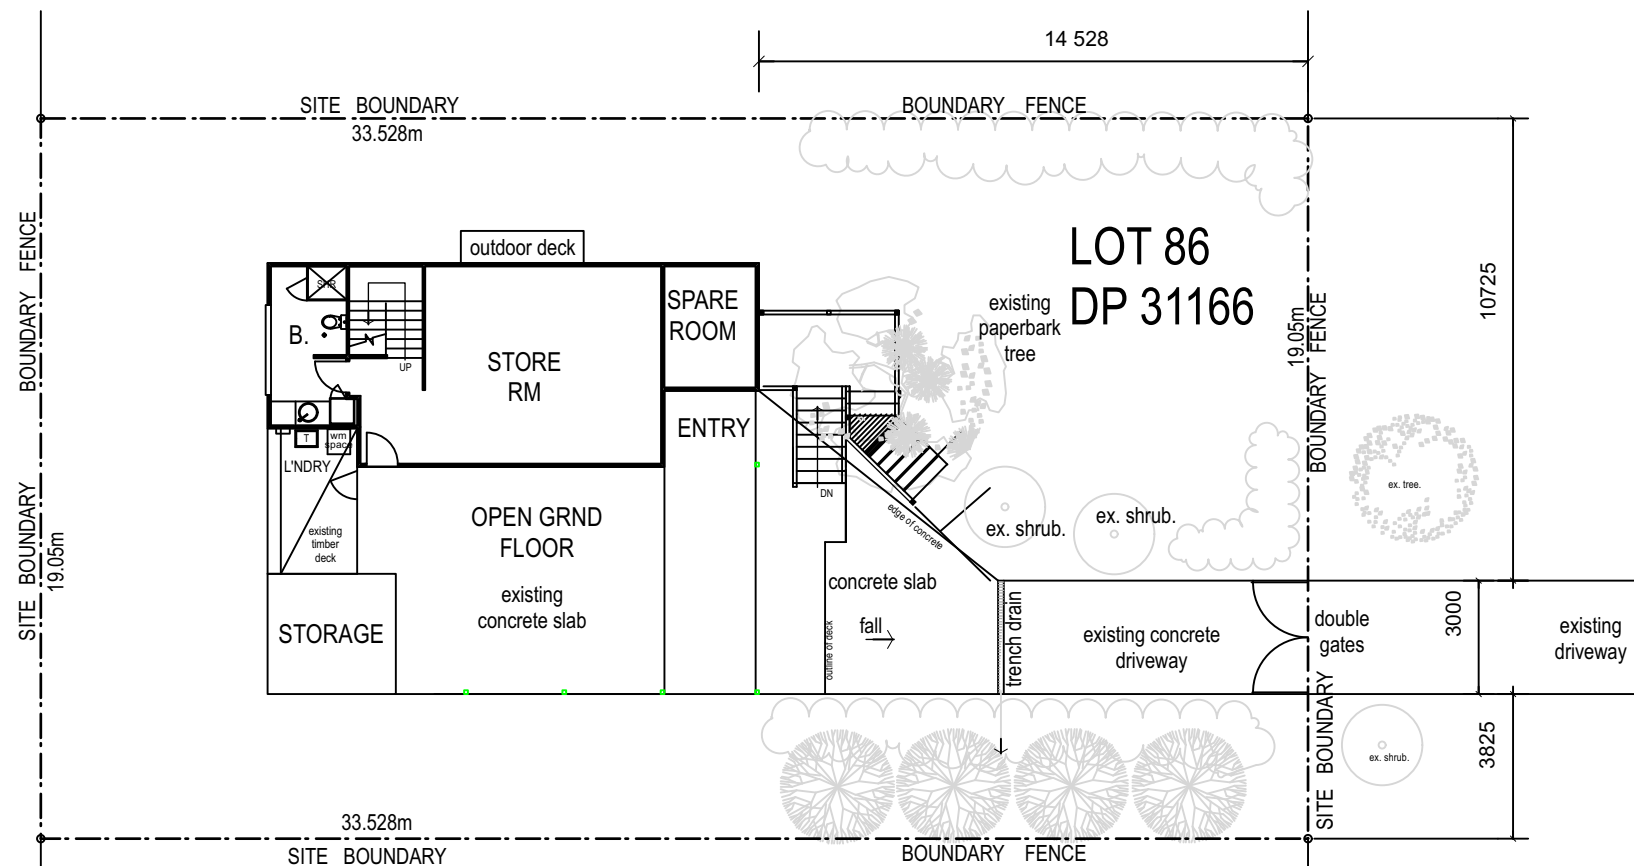 14 528
SITE BOUNDARY
BOUNDARY FENCE
33.528m
BOUNDARY FENCE
outdoor deck
LOT 86
DP 31166
SHR
SPARE
ROOM
existing
paperbark
tree
10725
B.
STORE
RM
UP
19.05m
BOUNDARY FENCE
ENTRY
T
wm
space
L'NDRY
ex. tree.
DN
OPEN GRND
FLOOR
edge of concrete
ex. shrub.
ex. shrub.
existing
timber
deck
SITE BOUNDARY
19.05m
existing
concrete slab
concrete slab
STORAGE
fall
outline of deck
trench drain
existing concrete
driveway
double
gates
3000
existing
driveway
SITE BOUNDARY
ex. shrub.
3825
33.528m
SITE BOUNDARY
BOUNDARY FENCE